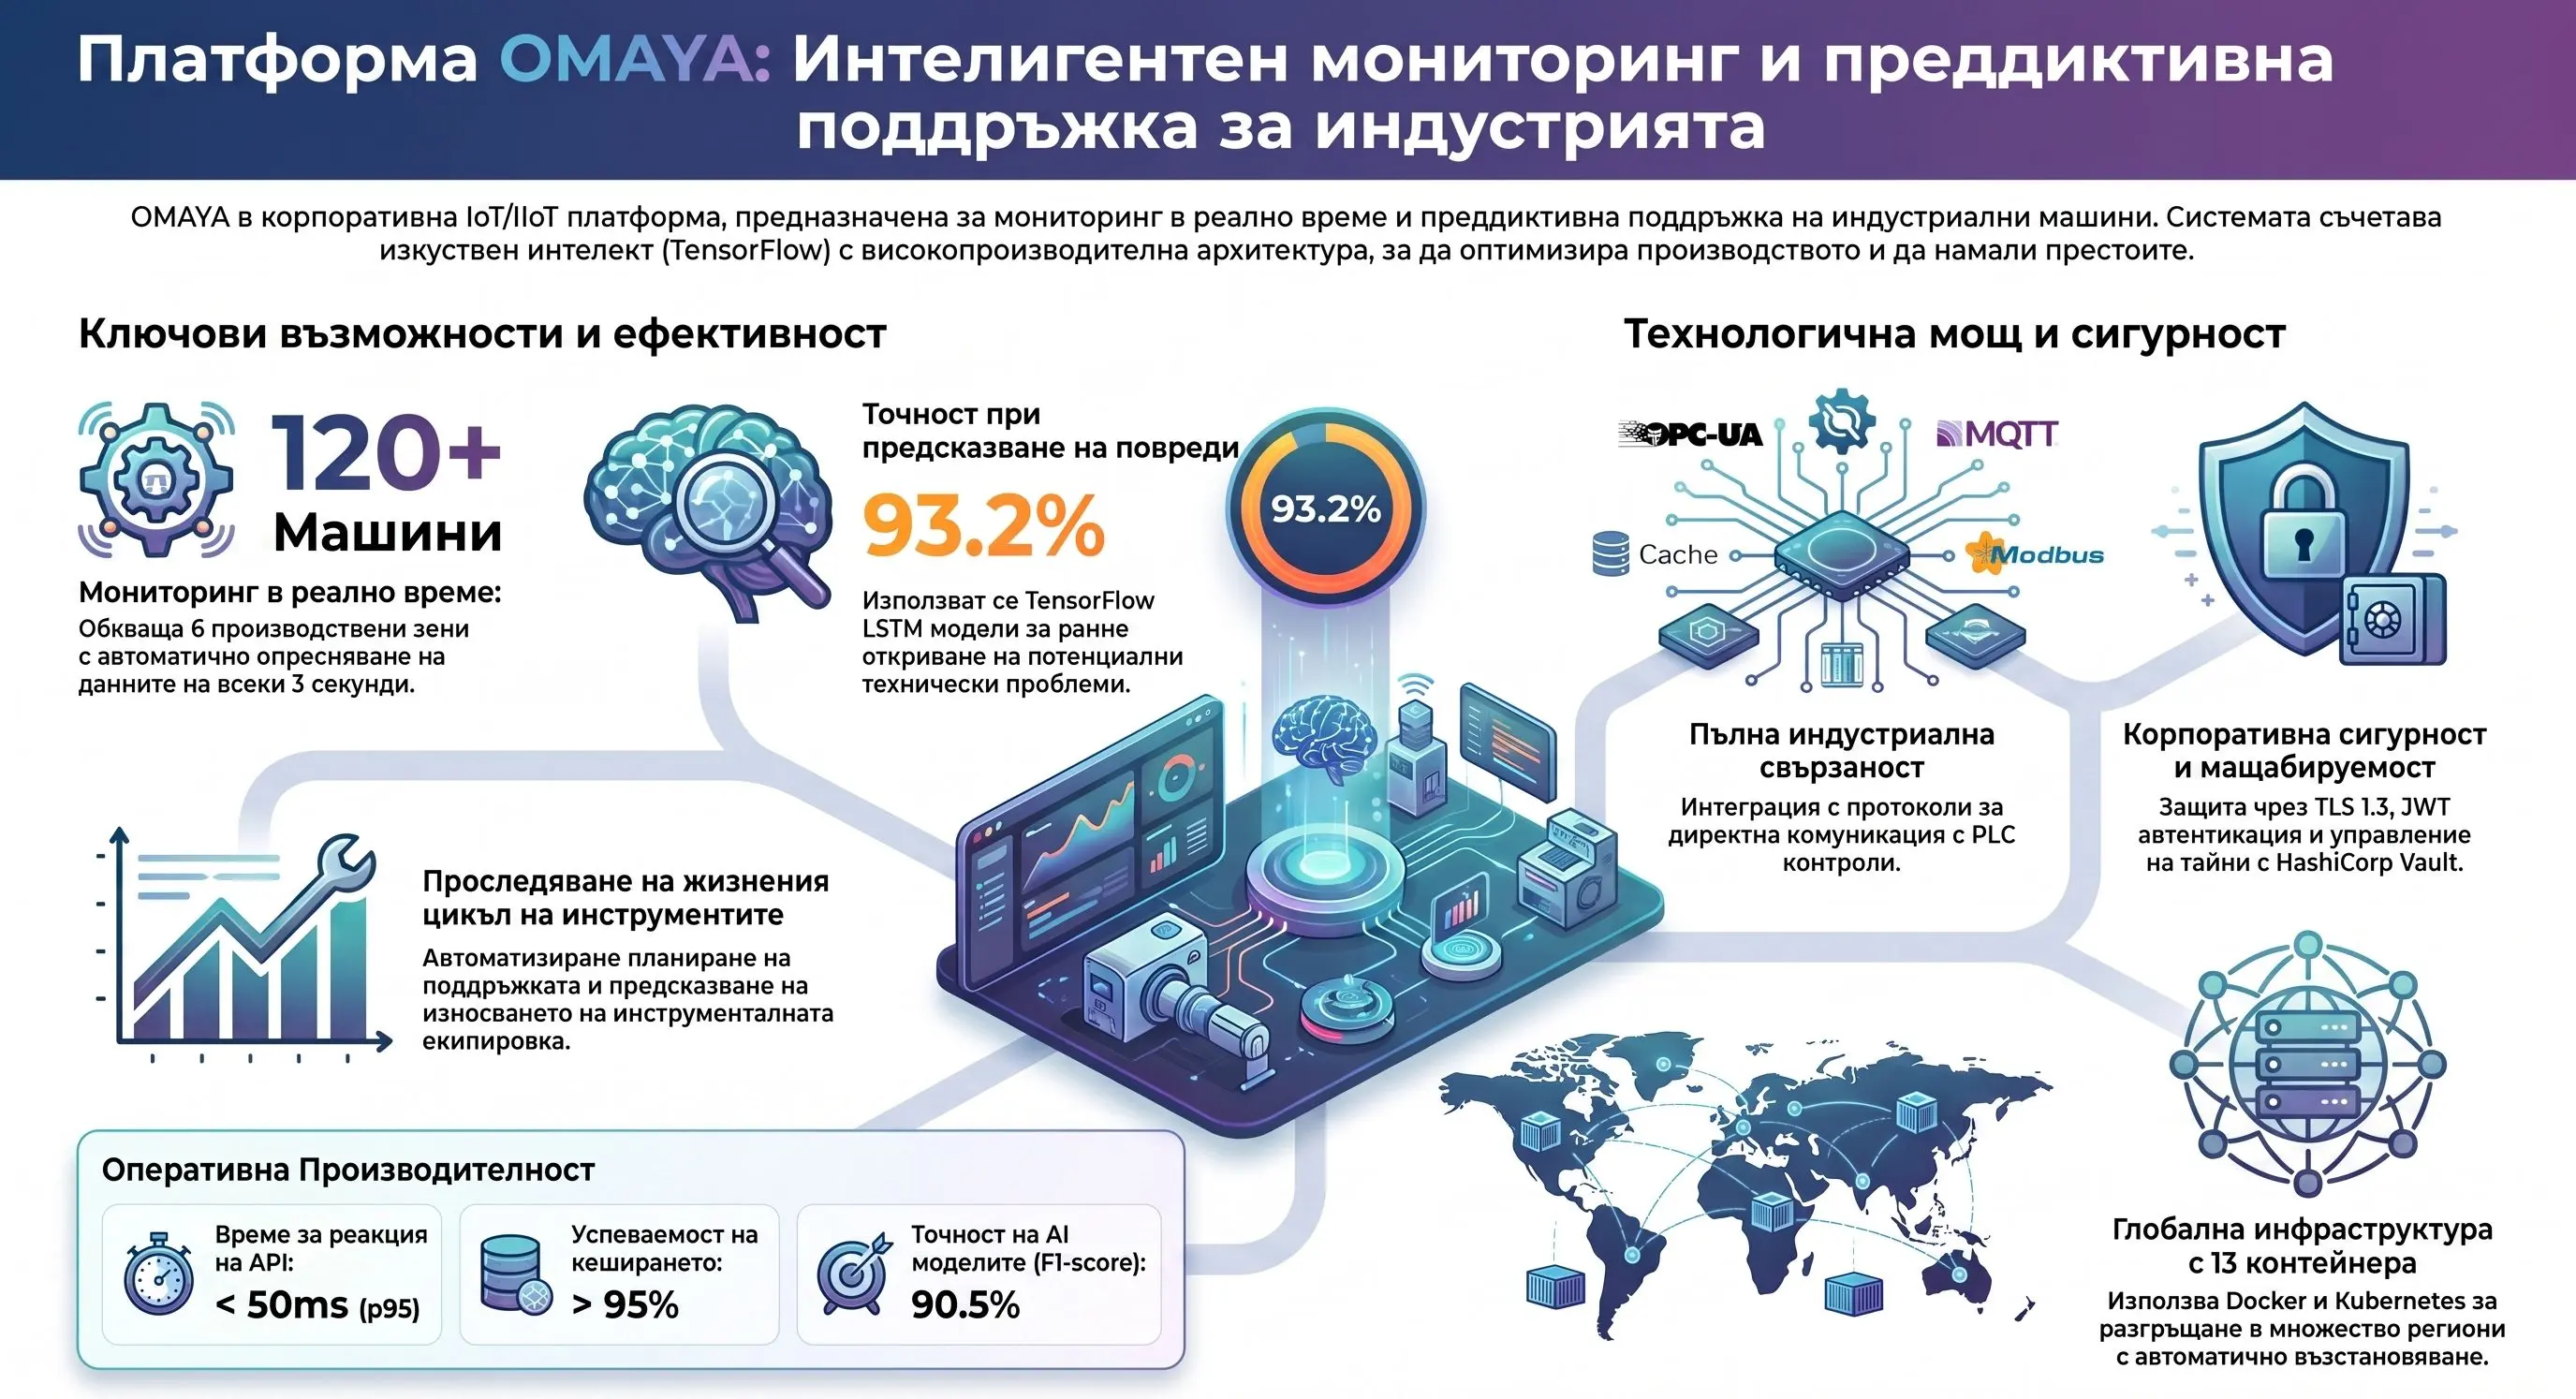 Платформа OMAYA: Интелигентен мониторинг и преддиктивна
поддръжка за индустрията
OMAYA в корпоративна IoT/IIoT платформа, предназначена за мониторинг в реално време и преддиктивна поддръжка на индустриални машини. Системата съчетава
изкуствен интелект (TensorFlow) с високопроизводителна архитектура, за да оптимизира производството и да намали престоите.
Ключови възможности и ефективност
120+
Машини
Мониторинг в реално време:
Обкваща 6 производствени зени
с автоматично опресняване на
данните на всеки 3 секунди.
Точност при
предсказване на повреди
93.2%
Използват се TensorFlow
LSTM модели за ранне
откриване на потенциални
технически проблеми.
93.2%
Проследяване на жизнения
цикъл на инструментите
Автоматизиране планиране на
поддръжката и предсказване на
износването на инструменталната
екипировка.
Оперативна Производителност
Време за реакция
на API:
< 50ms (p95)
Успеваемост на
кеширането:
> 95%
Точност на AI
моделите (F1-score):
90.5%
Технологична мощ и сигурност
OPC-UA
MQTT
Cache
Modbus
Пълна индустриална
свързаност
Интеграция с протоколи за
директна комуникация с PLC
контроли.
Корпоративна сигурност
и мащабируемост
Защита чрез TLS 1.3, JWT
автентикация и управление
на тайни с HashiCorp Vault.
Глобална инфраструктура
с 13 контейнера
Използва Docker и Kubernetes за
разгръщане в множество региони
с автоматично възстановяване.